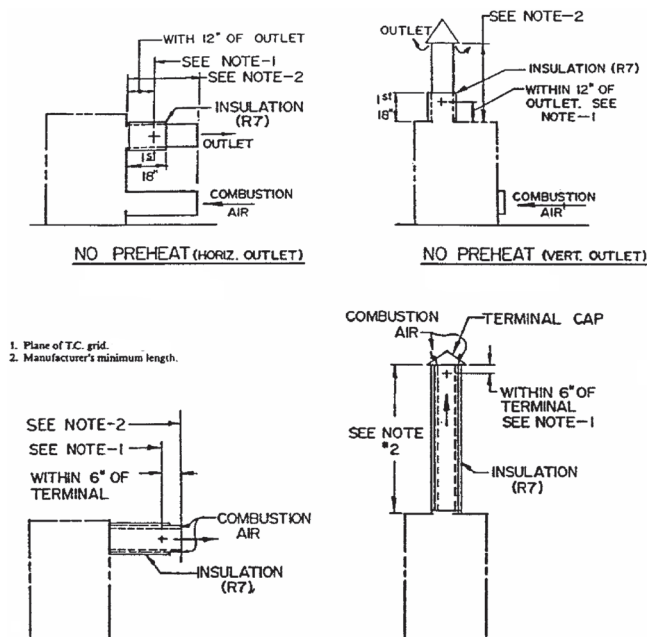 WITH 12" OF OUTLET
SEE NOTE-1
SEE NOTE-2
INSULATION
(R7)
OUTLET
1st
18"
COMBUSTION
AIR
NO PREHEAT (HORIZ. OUTLET)
SEE NOTE-2
OUTLET
INSULATION (R7)
1st
18"
WITHIN 12" OF
OUTLET. SEE
NOTE-1
COMBUSTION
AIR
NO PREHEAT (VERT. OUTLET)
1. Plane of T.C. grid.
2. Manufacturer's minimum length.
SEE NOTE-2
SEE NOTE-1
WITHIN 6" OF
TERMINAL
COMBUSTION
AIR
INSULATION
(R7)
COMBUSTION
AIR
TERMINAL CAP
WITHIN 6" OF
TERMINAL
SEE NOTE-1
SEE NOTE
"2
INSULATION
(R7)